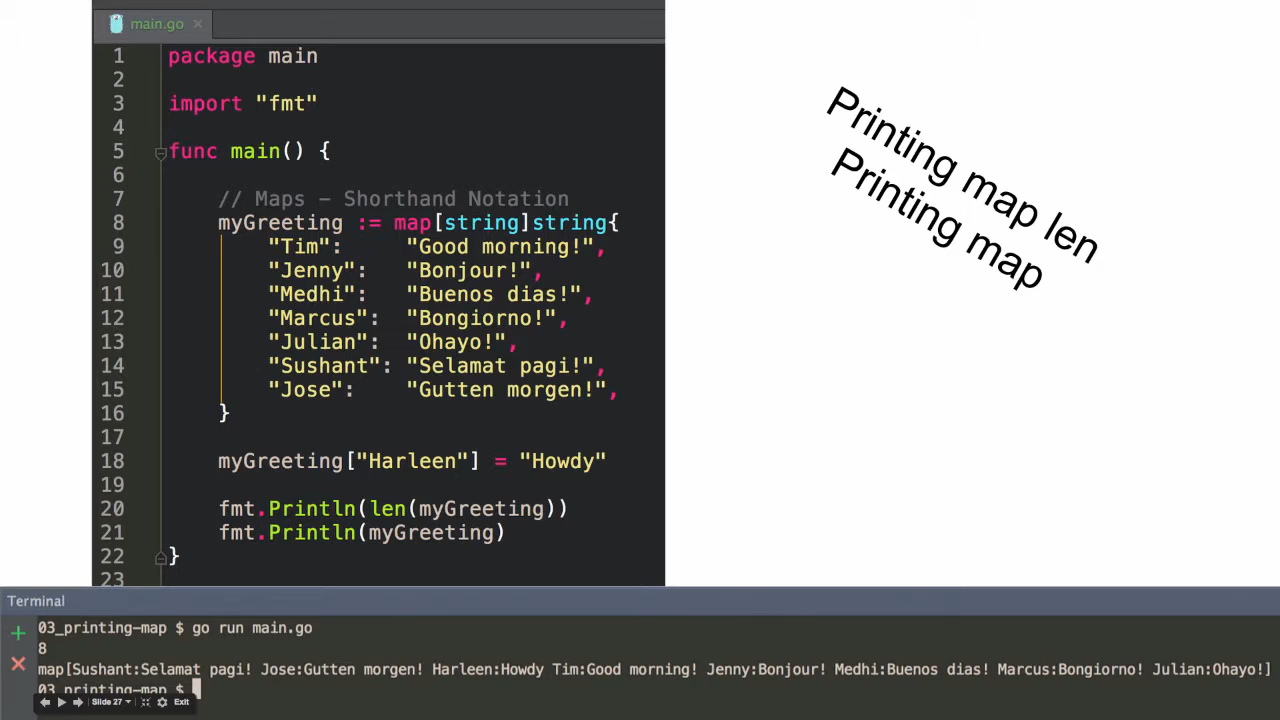 main.go
1 package main
2
3 import "fmt"
4
5 func main() {
6
7 // Maps - Shorthand Notation
8 myGreeting := map[string]string{
9 "Tim": "Good morning!",
10 "Jenny": "Bonjour!",
11 "Medhi": "Buenos dias!",
12 "Marcus": "Bongiorno!",
13 "Julian": "Ohayo!",
14 "Sushant": "Selamat pagi!",
15 "Jose": "Gutten morgen!",
16 }
17
18 myGreeting["Harleen"] = "Howdy"
19
20 fmt.Println(len(myGreeting))
21 fmt.Println(myGreeting)
22 }
23
Printing map len
Printing map
Terminal
03_printing-map $ go run main.go
8
map[Sushant:Selamat pagi! Jose:Gutten morgen! Harleen:Howdy Tim:Good morning! Jenny:Bonjour! Medhi:Buenos dias! Marcus:Bongiorno! Julian:Ohayo!]
03_printing-map $
Slide 27 Exit